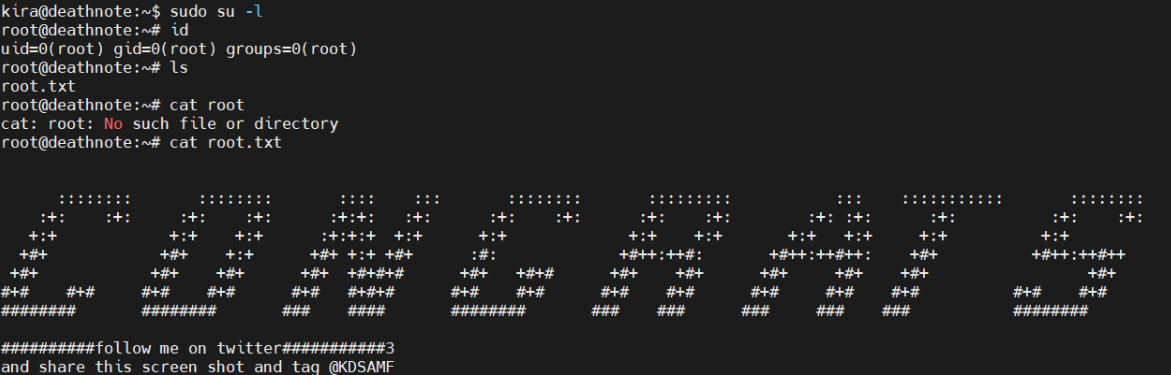 kira@deathnote:~$ sudo su -l
root@deathnote:~# id
uid=0(root) gid=0(root) groups=0(root)
root@deathnote:~# ls
root.txt
root@deathnote:~# cat root
cat: root: No such file or directory
root@deathnote:~# cat root.txt
      ::::::::       ::::::::       ::::    :::       ::::::::       :::::::::           :::    :::::::::::       ::::::::
    :+:    :+:     :+:    :+:      :+:+:   :+:      :+:    :+:      :+:    :+:        :+: :+:      :+:          :+:    :+:
   +:+            +:+    +:+      :+:+:+  +:+      +:+             +:+    +:+       +:+   +:+     +:+          +:+
  +#+            +#+    +:+      +#+ +:+ +#+      :#:             +#++:++#:       +#++:++#++:    +#+          +#++:++#++
 +#+            +#+    +#+       +#+  +#+#+#      +#+   +#+#      +#+    +#+      +#+     +#+   +#+                 +#+
#+#    #+#     #+#    #+#       #+#   #+#+#     #+#    #+#       #+#    #+#      #+#     #+#   #+#          #+#    #+#
########       ########       ###    ####       ########       ###    ###      ###     ###    ###           ########
##########follow me on twitter###########3
and share this screen shot and tag @KDSAMF